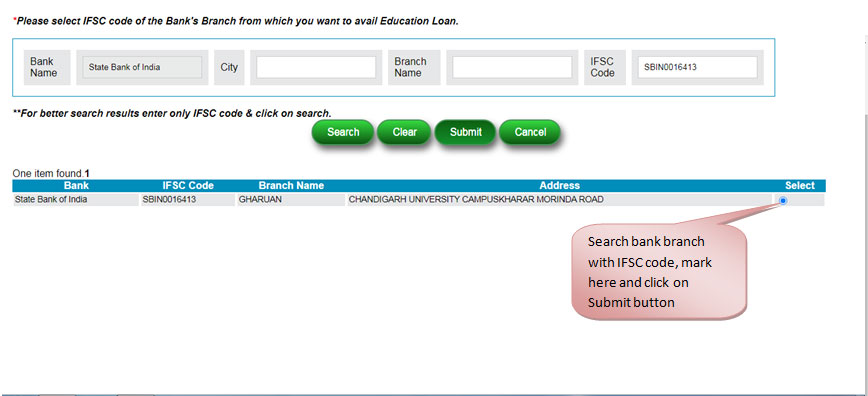 *Please select IFSC code of the Bank's Branch from which you want to avail Education Loan.
Bank Name State Bank of India City Branch Name IFSC Code SBIN0016413
**For better search results enter only IFSC code & click on search.
Search Clear Submit Cancel
One item found.1
Bank IFSC Code Branch Name Address Select
State Bank of India SBIN0016413 GHARUAN CHANDIGARH UNIVERSITY CAMPUSKHARAR MORINDA ROAD
Search bank branch
with IFSC code, mark
here and click on
Submit button